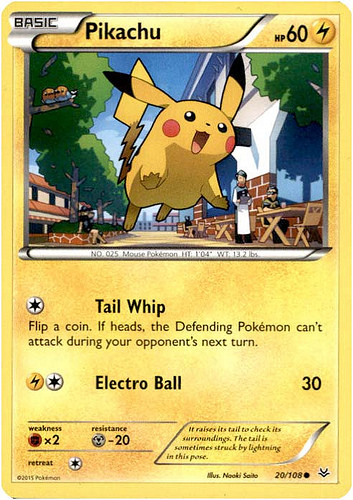 BASIC
Pikachu HP 60
NO. 025 Mouse Pokémon HT: 1'04" WT: 13.2 lbs.
Tail Whip
Flip a coin. If heads, the Defending Pokémon can't
attack during your opponent's next turn.
Electro Ball 30
weakness resistance
×2 -20
retreat
It raises its tail to check its
surroundings. The tail is
sometimes struck by lightning
in this pose.
©2015 Pokémon Illus. Naoki Saito 20/108